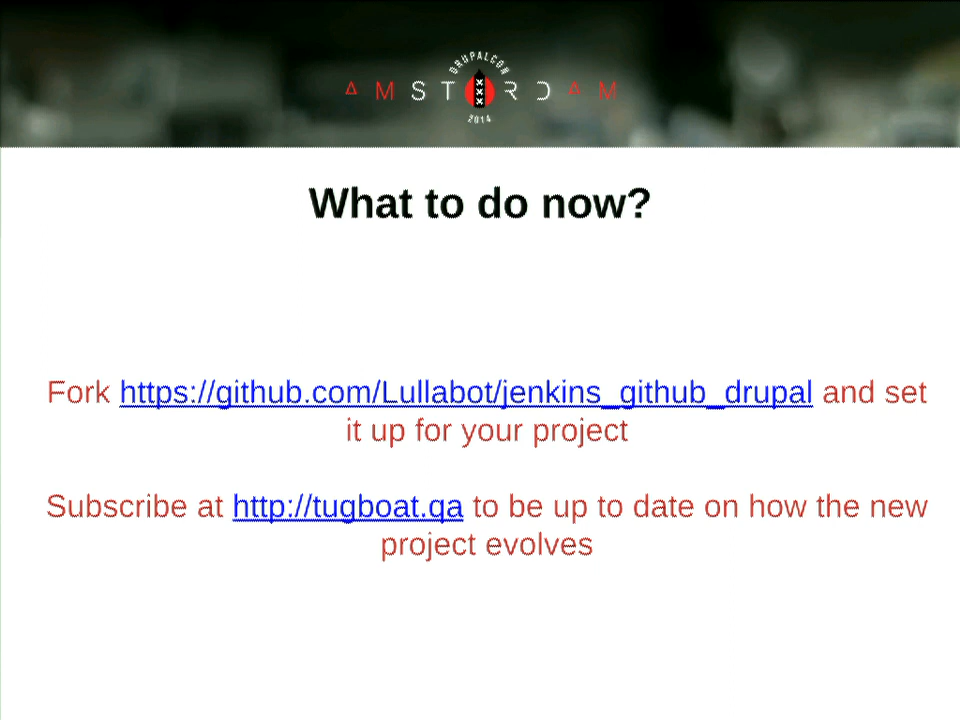 DRUPALCON
AMSTERDAM
2014
What to do now?
Fork https://github.com/Lullabot/jenkins_github_drupal and set
it up for your project
Subscribe at http://tugboat.qa to be up to date on how the new
project evolves